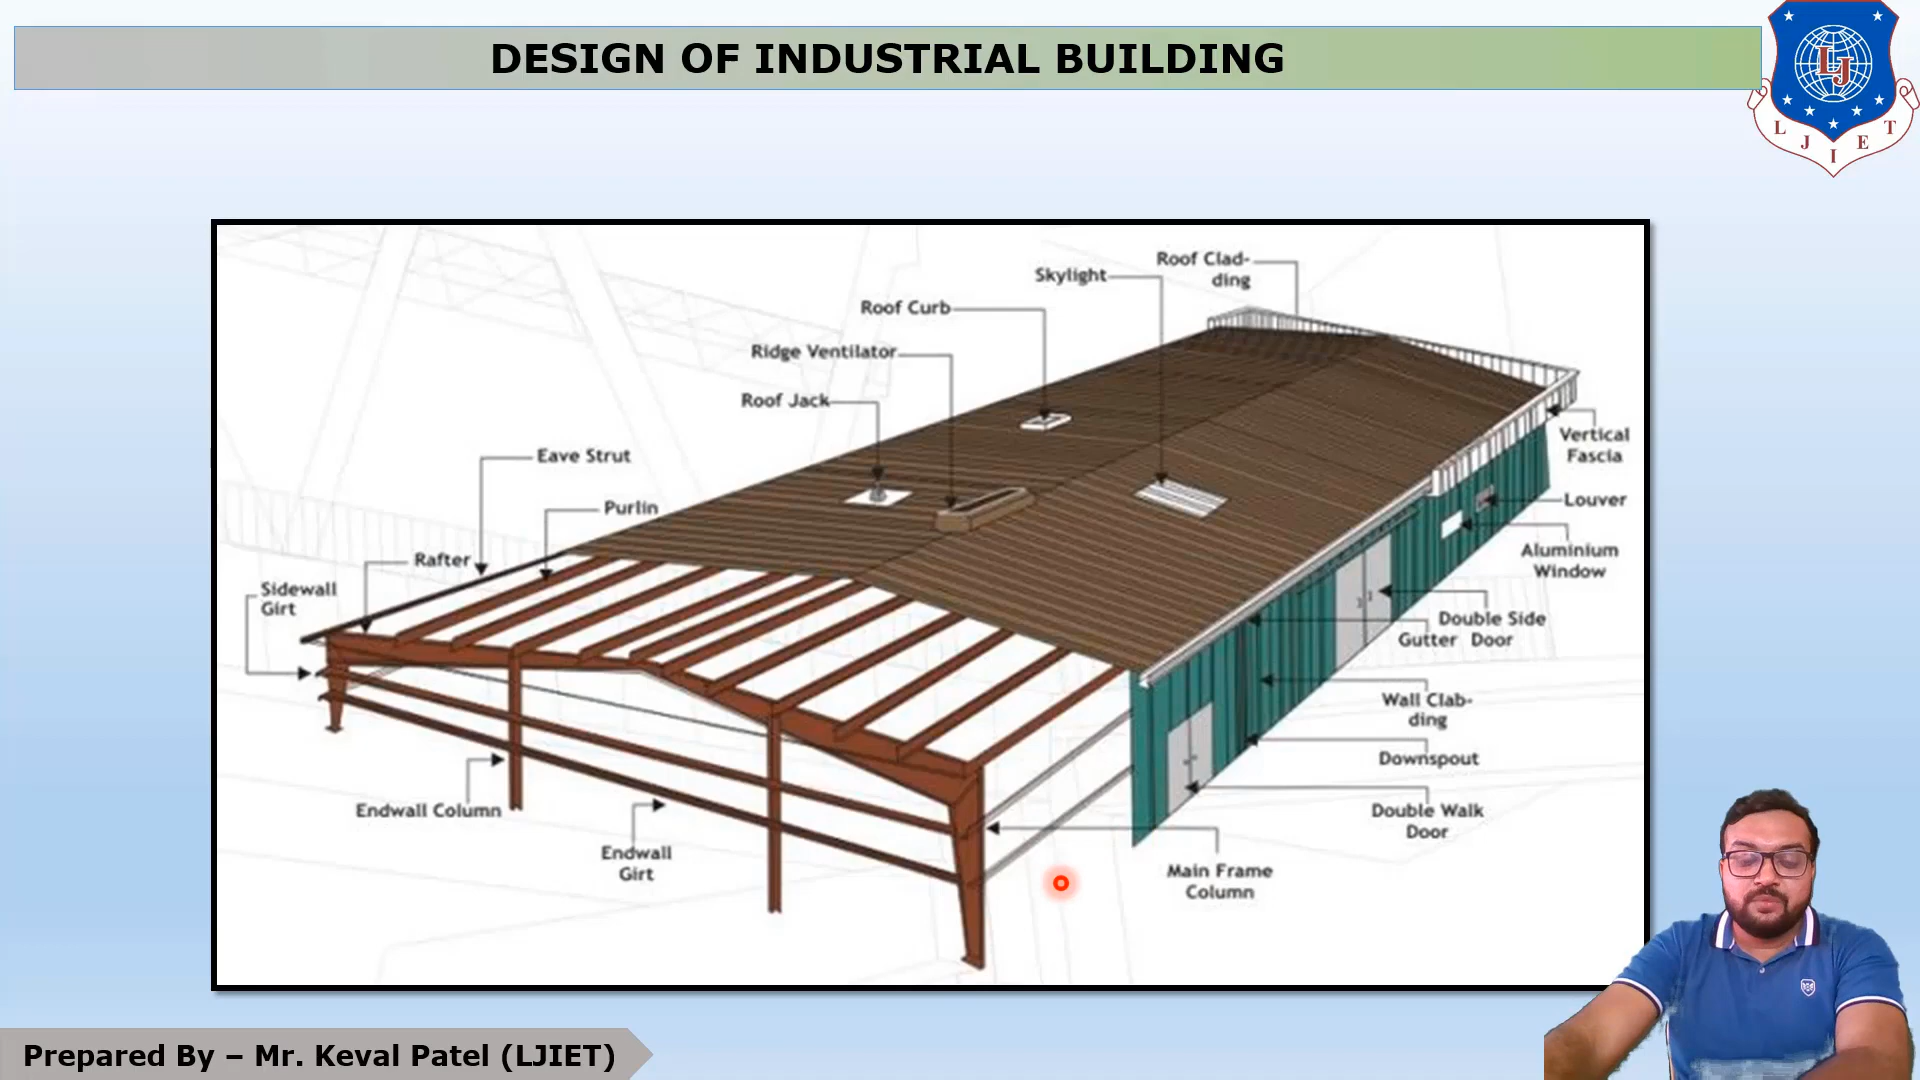 DESIGN OF INDUSTRIAL BUILDING
LJ
L J I E T
Roof Clad-
ding
Skylight
Roof Curb
Ridge Ventilator
Roof Jack
Eave Strut
Purlin
Rafter
Sidewall
Girt
Vertical
Fascia
Louver
Aluminium
Window
Double Side
Gutter Door
Wall Clab-
ding
Downspout
Double Walk
Door
Endwall Column
Endwall
Girt
Main Frame
Column
Prepared By – Mr. Keval Patel (LJIET)